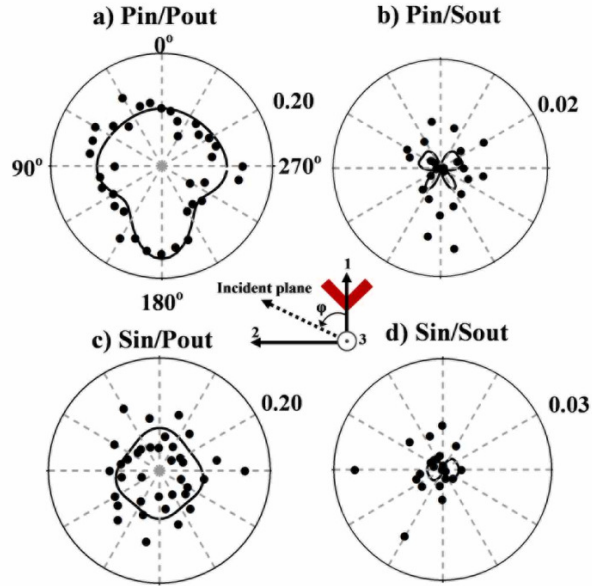 a) Pin/Pout
b) Pin/Sout
0°
0.20
0.02
90°
270°
180°
Incident plane
1
φ
2
3
c) Sin/Pout
d) Sin/Sout
0.20
0.03